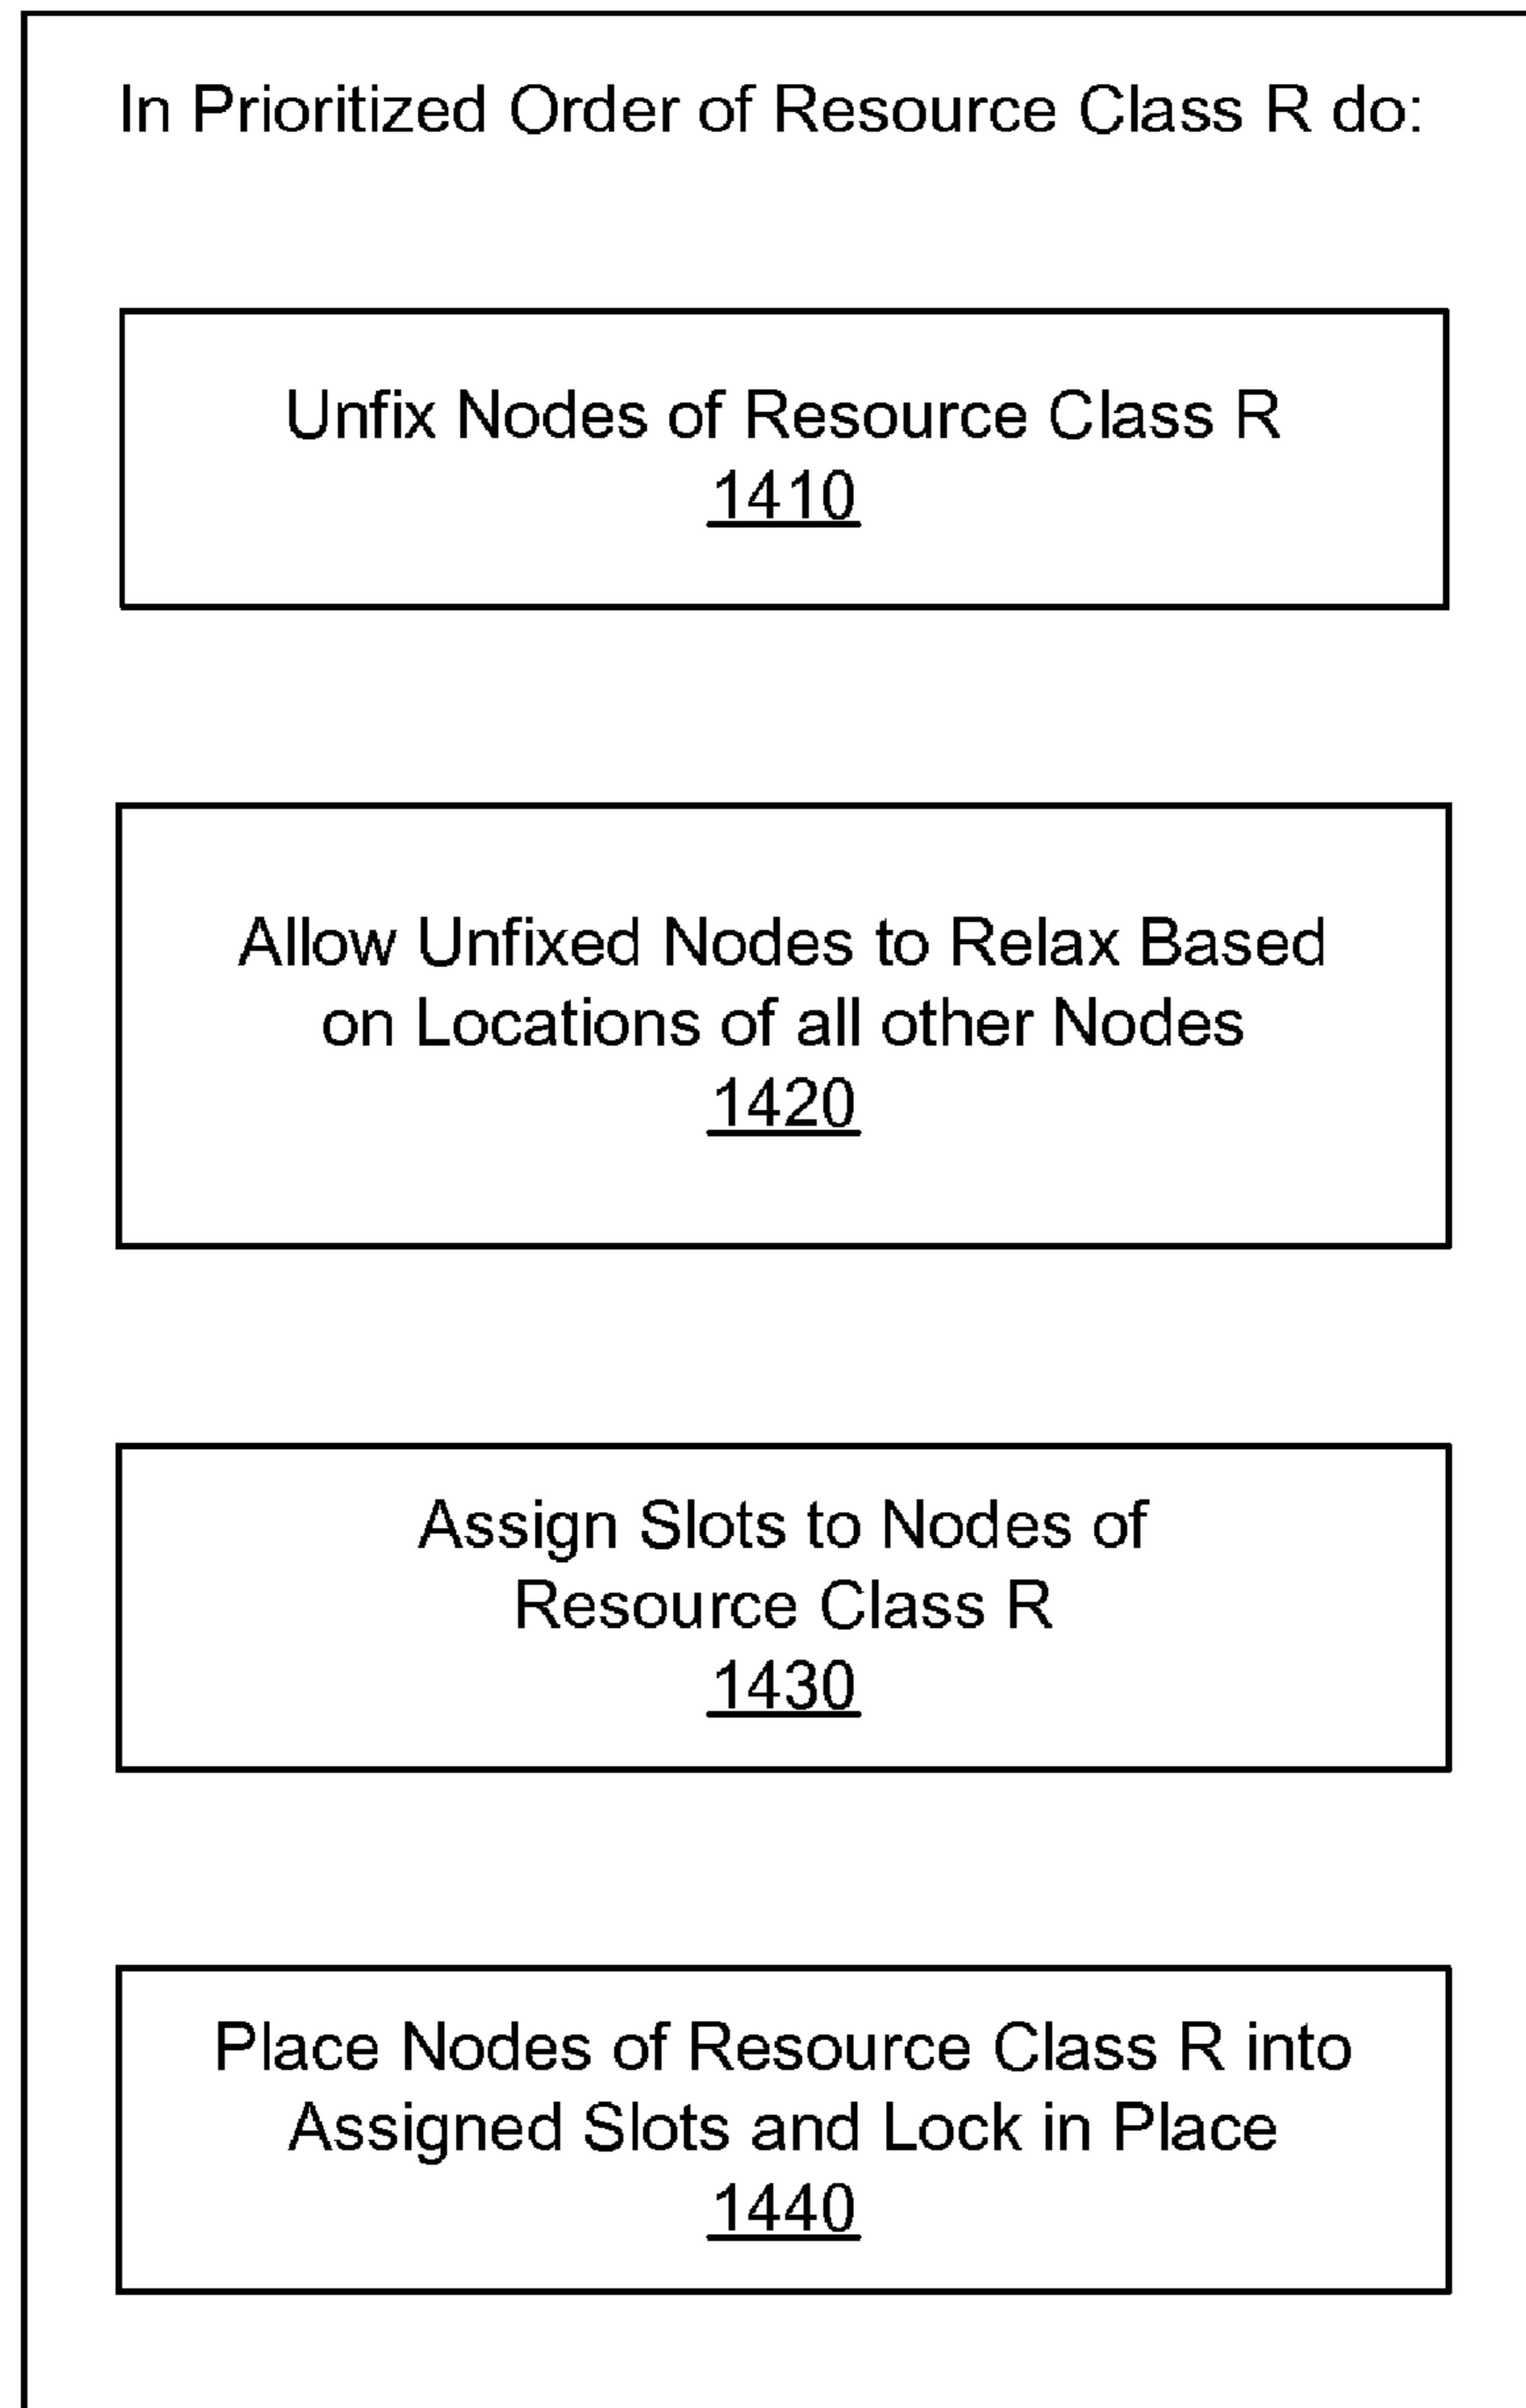 In Prioritized Order of Resource Class R do:
Unfix Nodes of Resource Class R
1410
Allow Unfixed Nodes to Relax Based
on Locations of all other Nodes
1420
Assign Slots to Nodes of
Resource Class R
1430
Place Nodes of Resource Class R into
Assigned Slots and Lock in Place
1440